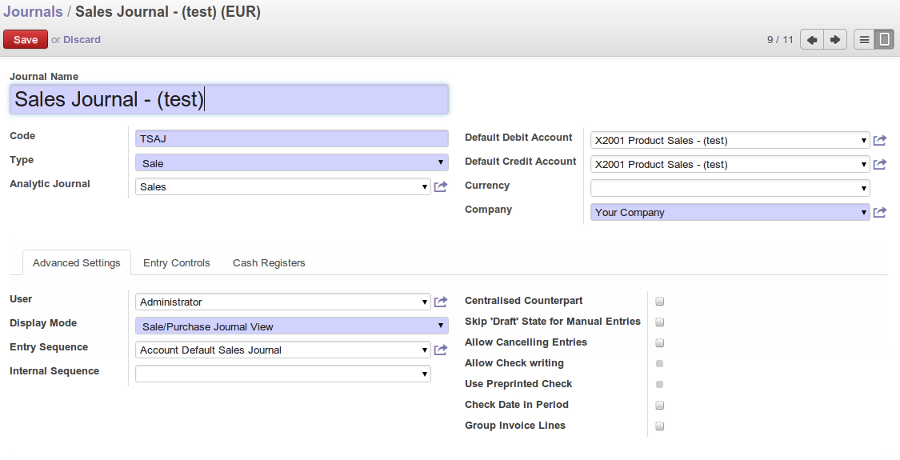 Journals / Sales Journal - (test) (EUR)
Save or Discard
9 / 11
Journal Name
Sales Journal - (test)
Code
TSAJ
Type
Sale
Analytic Journal
Sales
Default Debit Account
X2001 Product Sales - (test)
Default Credit Account
X2001 Product Sales - (test)
Currency
Company
Your Company
Advanced Settings
Entry Controls
Cash Registers
User
Administrator
Display Mode
Sale/Purchase Journal View
Entry Sequence
Account Default Sales Journal
Internal Sequence
Centralised Counterpart
Skip 'Draft' State for Manual Entries
Allow Cancelling Entries
Allow Check writing
Use Preprinted Check
Check Date in Period
Group Invoice Lines